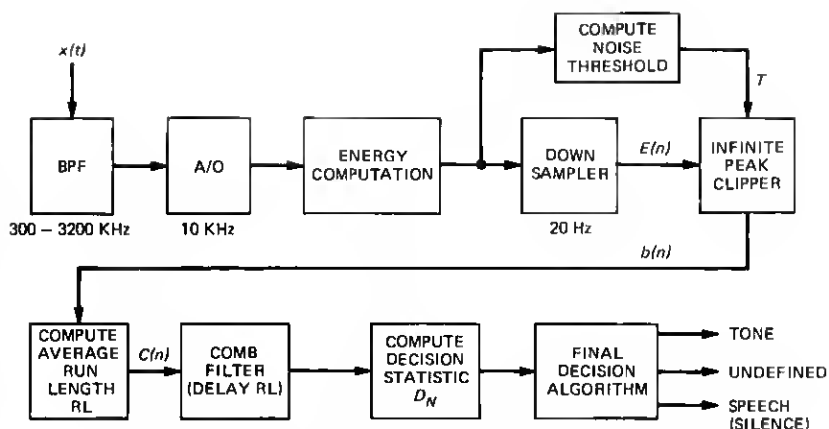 COMPUTE
NOISE
THRESHOLD
x(t)
T
BPF
A/O
ENERGY
COMPUTATION
DOWN
SAMPLER
E(n)
INFINITE
PEAK
CLIPPER
300 – 3200 KHz
10 KHz
20 Hz
b(n)
COMPUTE
AVERAGE
RUN
LENGTH
RL
C(n)
COMB
FILTER
(DELAY RL)
COMPUTE
DECISION
STATISTIC
D_N
FINAL
DECISION
ALGORITHM
TONE
UNDEFINED
SPEECH
(SILENCE)